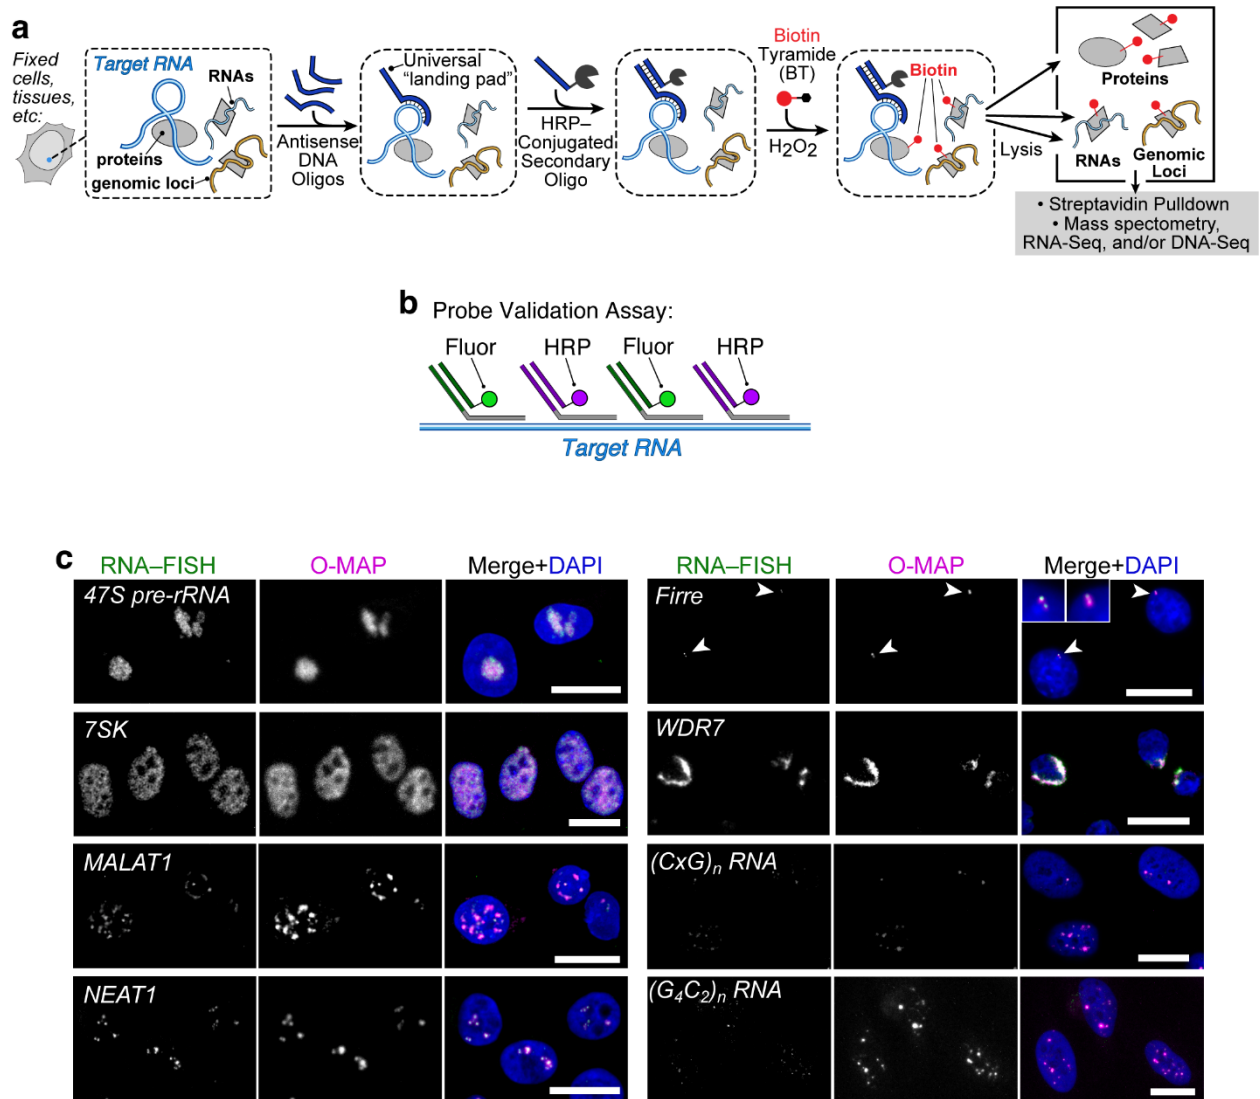 a
Fixed
cells,
tissues,
etc:
Target RNA
RNAs
proteins
genomic loci
Antisense
DNA
Oligos
Universal
“landing pad”
HRP–
Conjugated
Secondary
Oligo
Biotin
Tyramide
(BT)
H2O2
Biotin
Lysis
Proteins
RNAs
Genomic
Loci
• Streptavidin Pulldown
• Mass spectometry,
RNA-Seq, and/or DNA-Seq
b
Probe Validation Assay:
Fluor HRP Fluor HRP
Target RNA
c
RNA–FISH O-MAP Merge+DAPI
47S pre-rRNA
7SK
MALAT1
NEAT1
RNA–FISH O-MAP Merge+DAPI
Firre
WDR7
(CxG)n RNA
(G4C2)n RNA